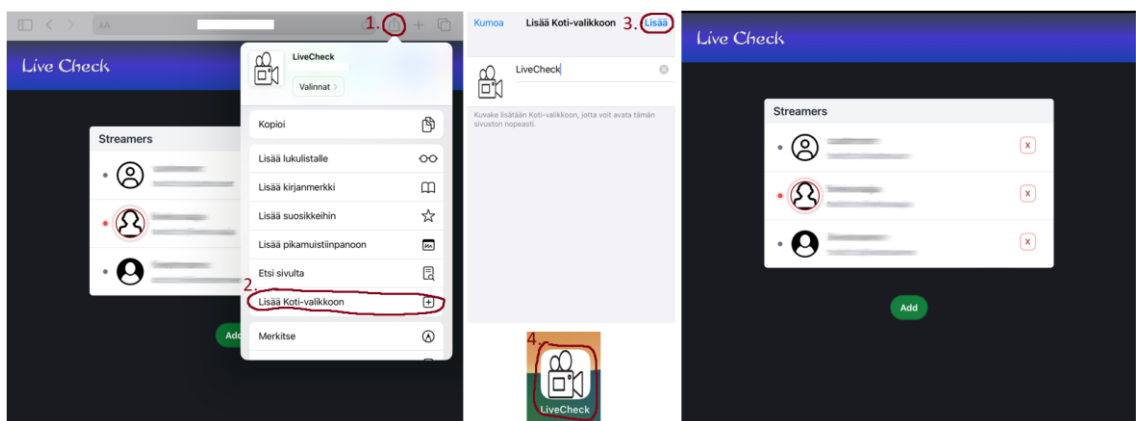 AA
1.
Live Check
LiveCheck
Valinnat >
Streamers
Kopioi
Lisää lukulistalle
Lisää kirjanmerkki
Lisää suosikkeihin
Lisää pikamuistiinpanoon
Etsi sivulta
2.
Lisää Koti-valikkoon
Merkitse
Add
Kumoa
Lisää Koti-valikkoon
3.
Lisää
LiveCheck
Kuvake lisätään Koti-valikkoon, jotta voit avata tämän
sivuston nopeasti.
4.
LiveCheck
Live Check
Streamers
x
x
x
Add